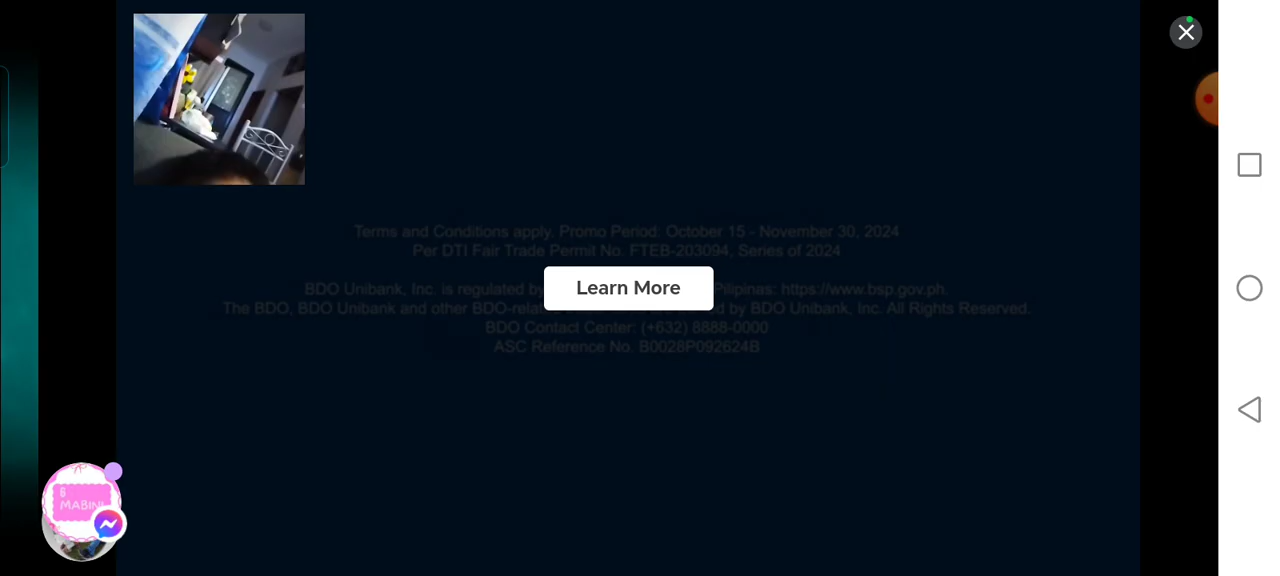 Terms and Conditions apply. Promo Period: October 15 - November 30, 2024
Per DTI Fair Trade Permit No. FTEB-203094, Series of 2024
Learn More
BDO Unibank, Inc. is regulated by Pilipinas: https://www.bsp.gov.ph.
The BDO, BDO Unibank and other BDO-relat by BDO Unibank, Inc. All Rights Reserved.
BDO Contact Center: (+632) 8888-0000
ASC Reference No. B0028P092624B
8
MABINI